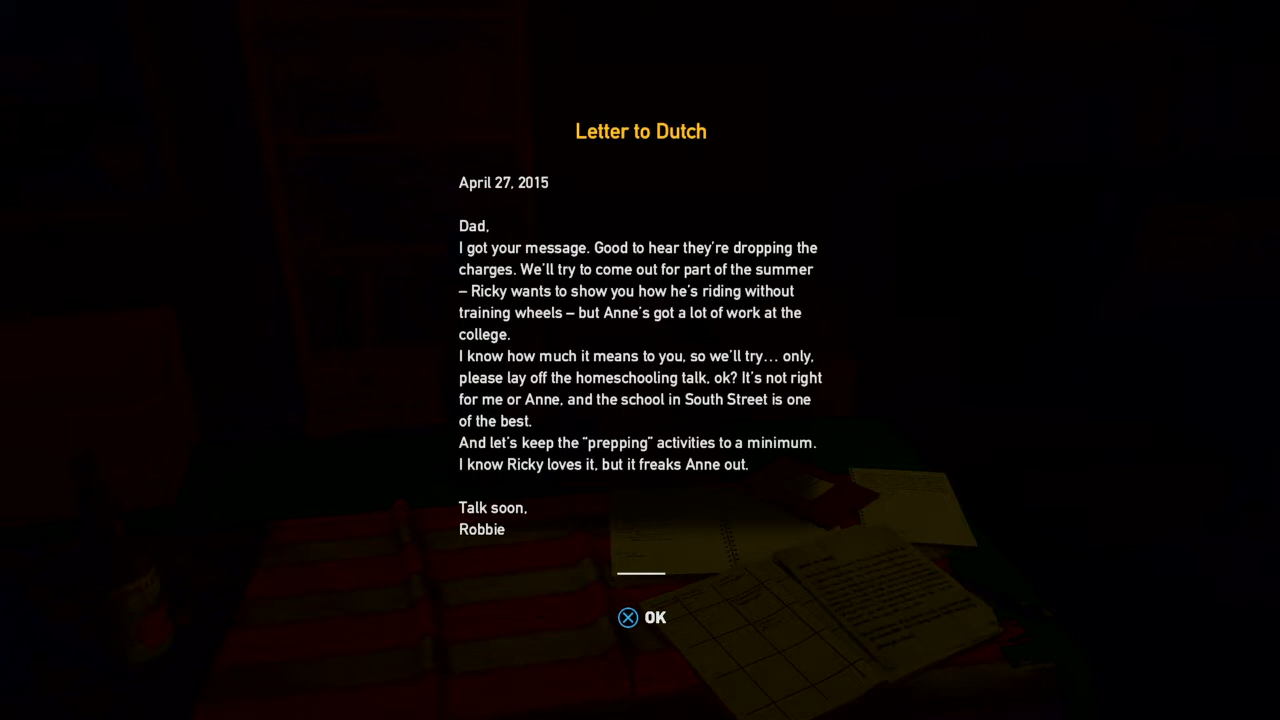 Letter to Dutch
April 27, 2015
Dad,
I got your message. Good to hear they're dropping the
charges. We'll try to come out for part of the summer
– Ricky wants to show you how he's riding without
training wheels – but Anne's got a lot of work at the
college.
I know how much it means to you, so we'll try... only,
please lay off the homeschooling talk, ok? It's not right
for me or Anne, and the school in South Street is one
of the best.
And let's keep the “prepping” activities to a minimum.
I know Ricky loves it, but it freaks Anne out.
Talk soon,
Robbie
OK